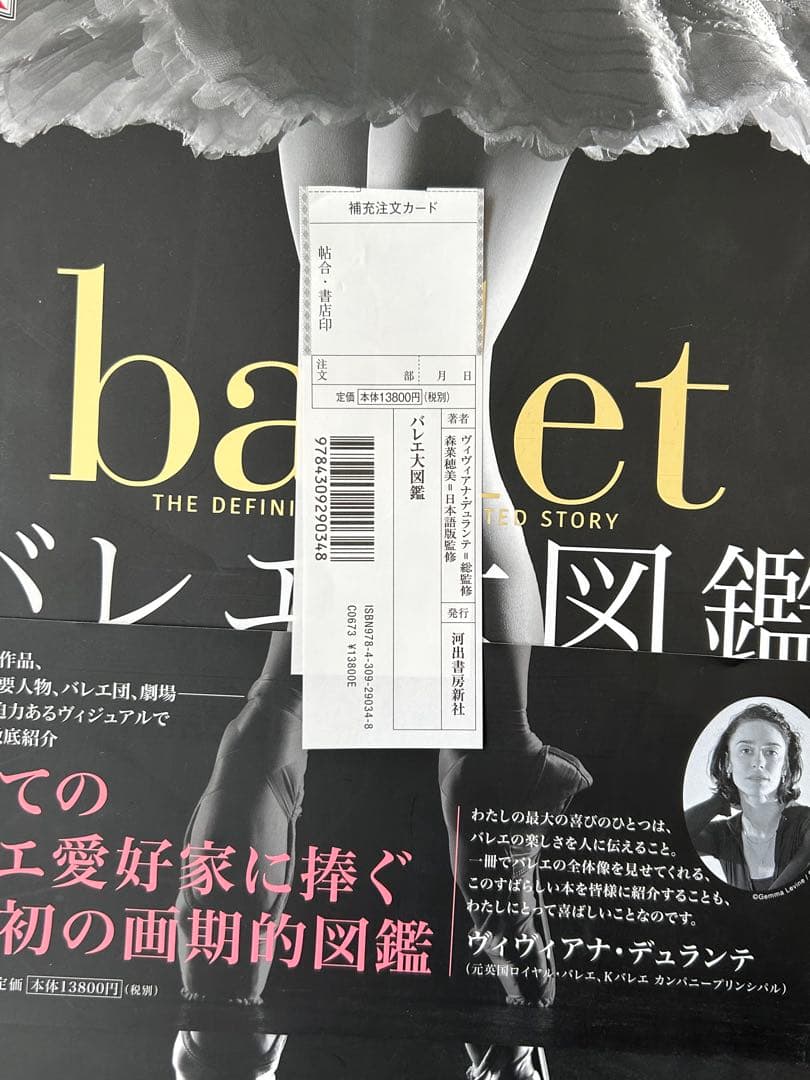 補充注文カード
帖合・書店印
注文
部 月 日
定価 本体13800円(税別)
著者
ヴィヴィアナ・デュランテ=総監修
森菜穂美=日本語版監修
バレエ大図鑑
発行
河出書房新社
9784309290348
ISBN978-4-309-29034-8
C0673 ¥13800E
ba et
THE DEFINI TED STORY
バレエ大図鑑
作品、
要人物、バレエ団、劇場――
迫力あるヴィジュアルで
徹底紹介
ての
エ愛好家に捧ぐ
初の画期的図鑑
定価 本体13800円(税別)
わたしの最大の喜びのひとつは、
バレエの楽しさを人に伝えること。
一冊でバレエの全体像を見せてくれる、
このすばらしい本を皆様に紹介することも、
わたしにとって喜ばしいことなのです。
ヴィヴィアナ・デュランテ
(元英国ロイヤル・バレエ、Kバレエ カンパニープリンシパル)
©Gemma Levine /